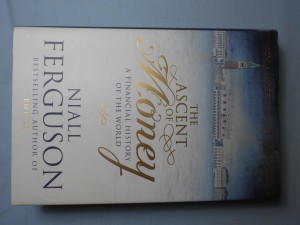 THE
ASCENT
OF
Money
A FINANCIAL HISTORY
OF THE WORLD
NIALL
FERGUSON
BESTSELLING AUTHOR OF